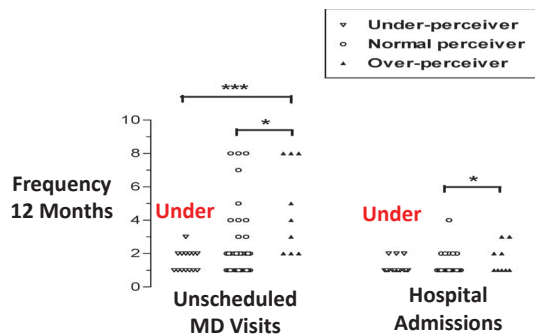 Under-perceiver
Normal perceiver
Over-perceiver
***
*
*
10
8
6
4
2
0
Frequency
12 Months
Under
Under
Unscheduled
MD Visits
Hospital
Admissions